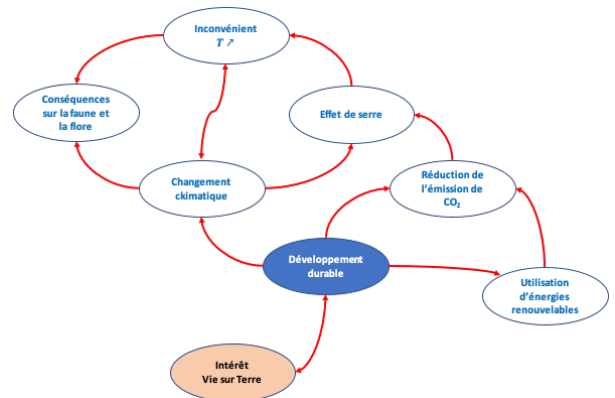 Inconvénient
T ↗
Conséquences
sur la faune et
la flore
Effet de serre
Changement
ckimatique
Réduction de
l'émission de
CO₂
Développement
durable
Utilisation
d'énergies
renouvelables
Intérêt
Vie sur Terre